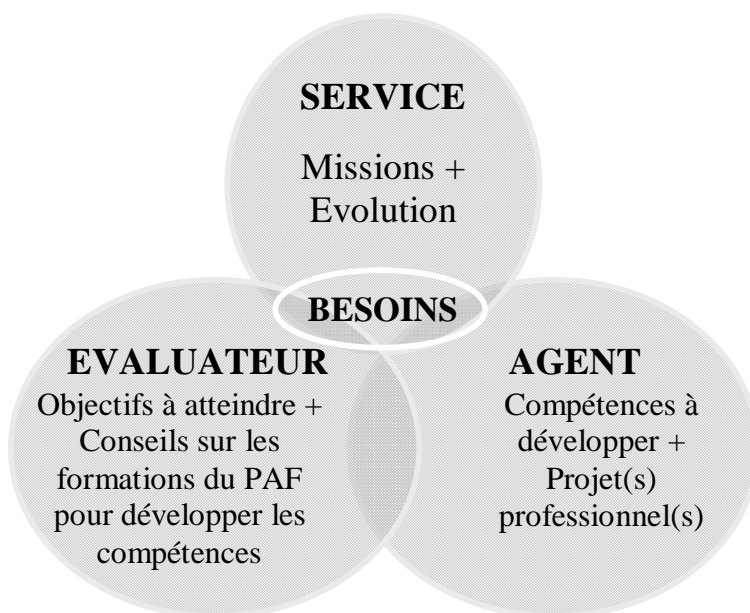 SERVICE
Missions +
Evolution
BESOINS
EVALUATEUR
Objectifs à atteindre +
Conseils sur les
formations du PAF
pour développer les
compétences
AGENT
Compétences à
développer +
Projet(s)
professionnel(s)